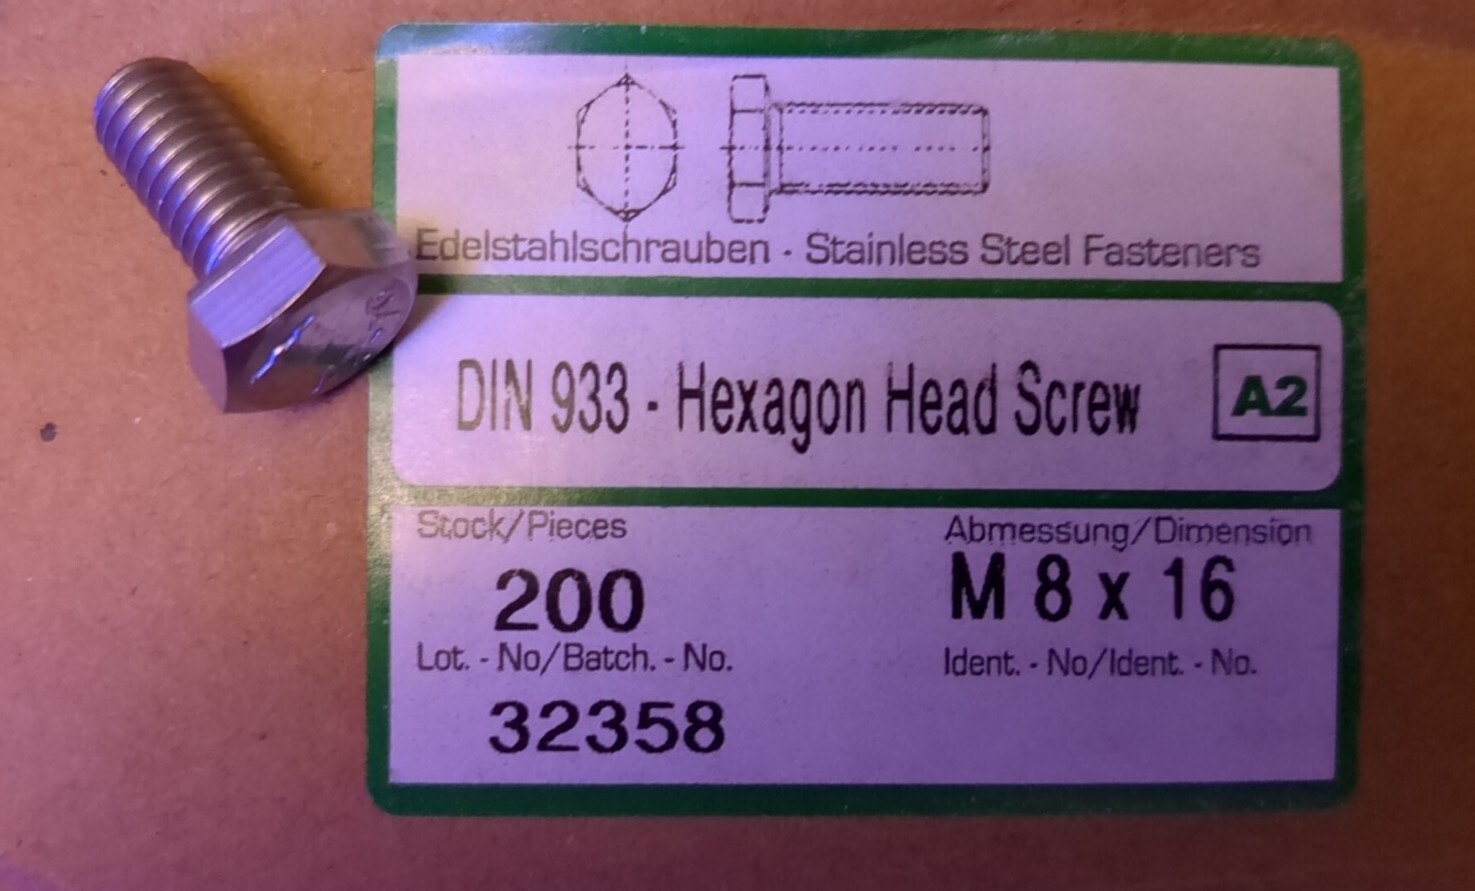 Edelstahlschrauben - Stainless Steel Fasteners
DIN 933 - Hexagon Head Screw
A2
Stock/Pieces
200
Abmessung/Dimension
M 8 x 16
Lot. - No/Batch. - No.
32358
Ident. - No/Ident. - No.